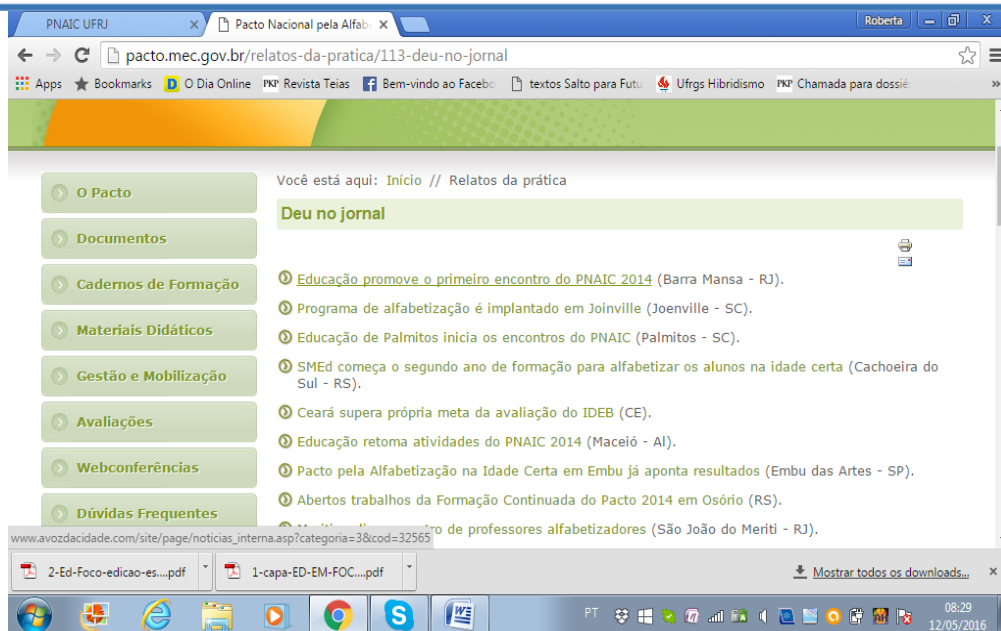 PNAIC UFRJ
Pacto Nacional pela Alfab
Roberta
pacto.mec.gov.br/relatos-da-pratica/113-deu-no-jornal
Apps Bookmarks O Dia Online Revista Teias Bem-vindo ao Facebo textos Salto para Futu Ufrgs Hibridismo Chamada para dossiê
Você está aqui: Início // Relatos da prática
Deu no jornal
O Pacto
Documentos
Cadernos de Formação
Materiais Didáticos
Gestão e Mobilização
Avaliações
Webconferências
Dúvidas Frequentes
Educação promove o primeiro encontro do PNAIC 2014 (Barra Mansa - RJ).
Programa de alfabetização é implantado em Joinville (Joenville - SC).
Educação de Palmitos inicia os encontros do PNAIC (Palmitos - SC).
SMEd começa o segundo ano de formação para alfabetizar os alunos na idade certa (Cachoeira do
Sul - RS).
Ceará supera própria meta da avaliação do IDEB (CE).
Educação retoma atividades do PNAIC 2014 (Maceió - Al).
Pacto pela Alfabetização na Idade Certa em Embu já aponta resultados (Embu das Artes - SP).
Abertos trabalhos da Formação Continuada do Pacto 2014 em Osório (RS).
de professores alfabetizadores (São João do Meriti - RJ).
www.avozdacidade.com/site/page/noticias_interna.asp?categoria=3&cod=32565
2-Ed-Foco-edicao-es....pdf
1-capa-ED-EM-FOC....pdf
Mostrar todos os downloads...
PT
08:29
12/05/2016